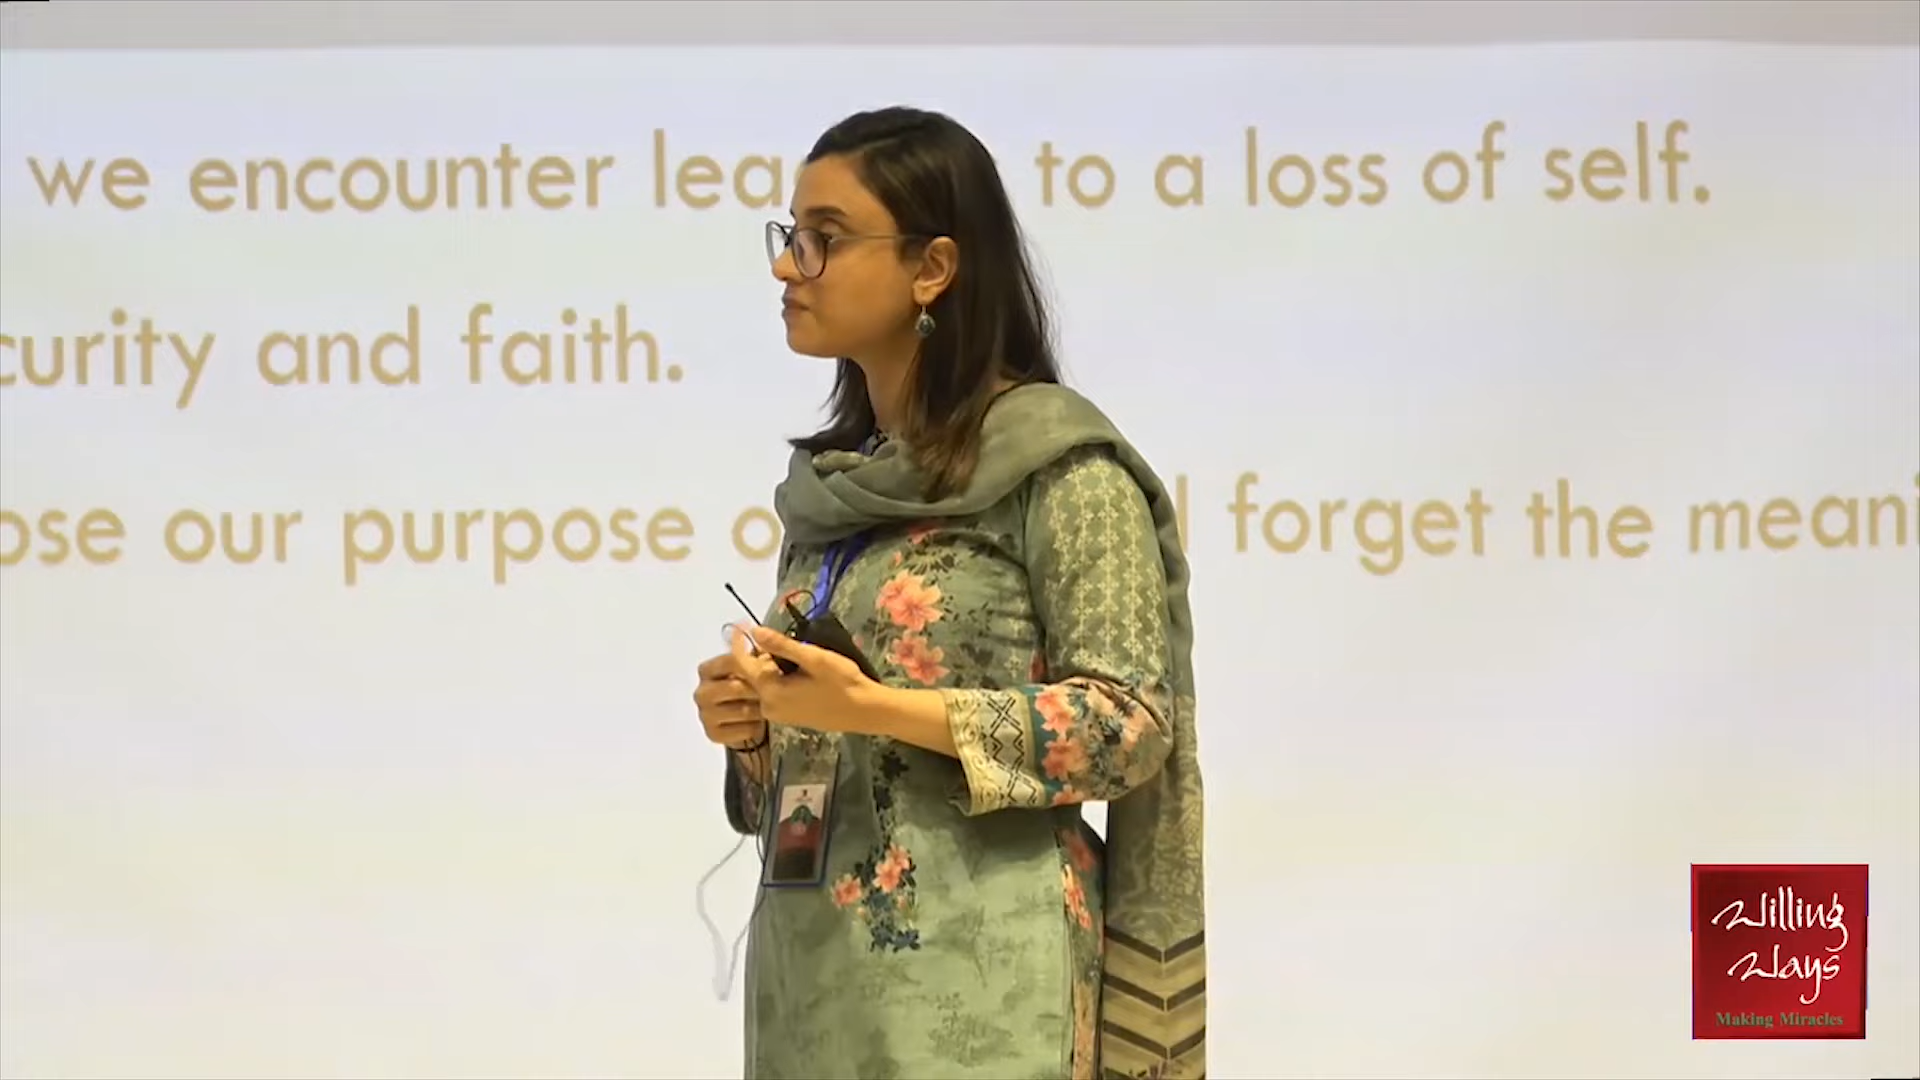 we encounter lea to a loss of self.
curity and faith.
ose our purpose o forget the meani
Willing
Ways
Making Miracles